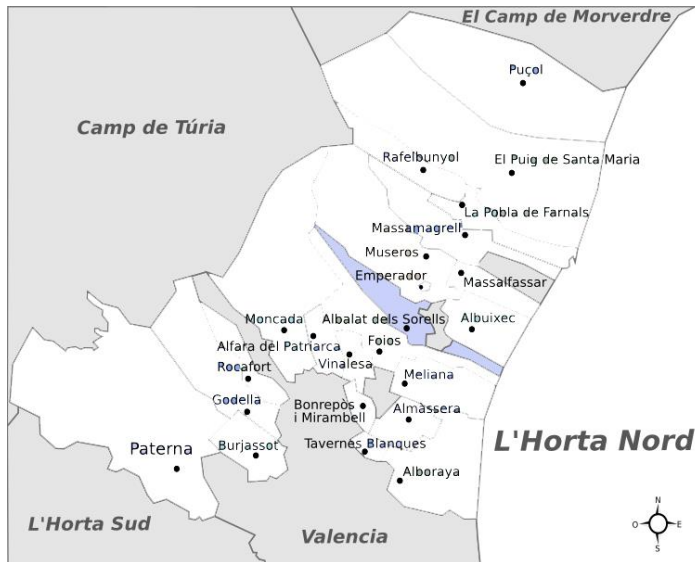 El Camp de Morverdre
Puçol
Camp de Túria
Rafelbunyol
El Puig de Santa Maria
La Pobla de Farnals
Massamagrell
Museros
Emperador
Massalfassar
Moncada
Albalat dels Sorells
Albuixec
Alfara del Patriarca
Foios
Vinalesa
Rocafort
Meliana
Godella
Bonrepòs
i Mirambell
Almàssera
L'Horta Nord
Paterna
Burjassot
Tavernes Blanques
Alboraya
L'Horta Sud
Valencia
N
O
E
S